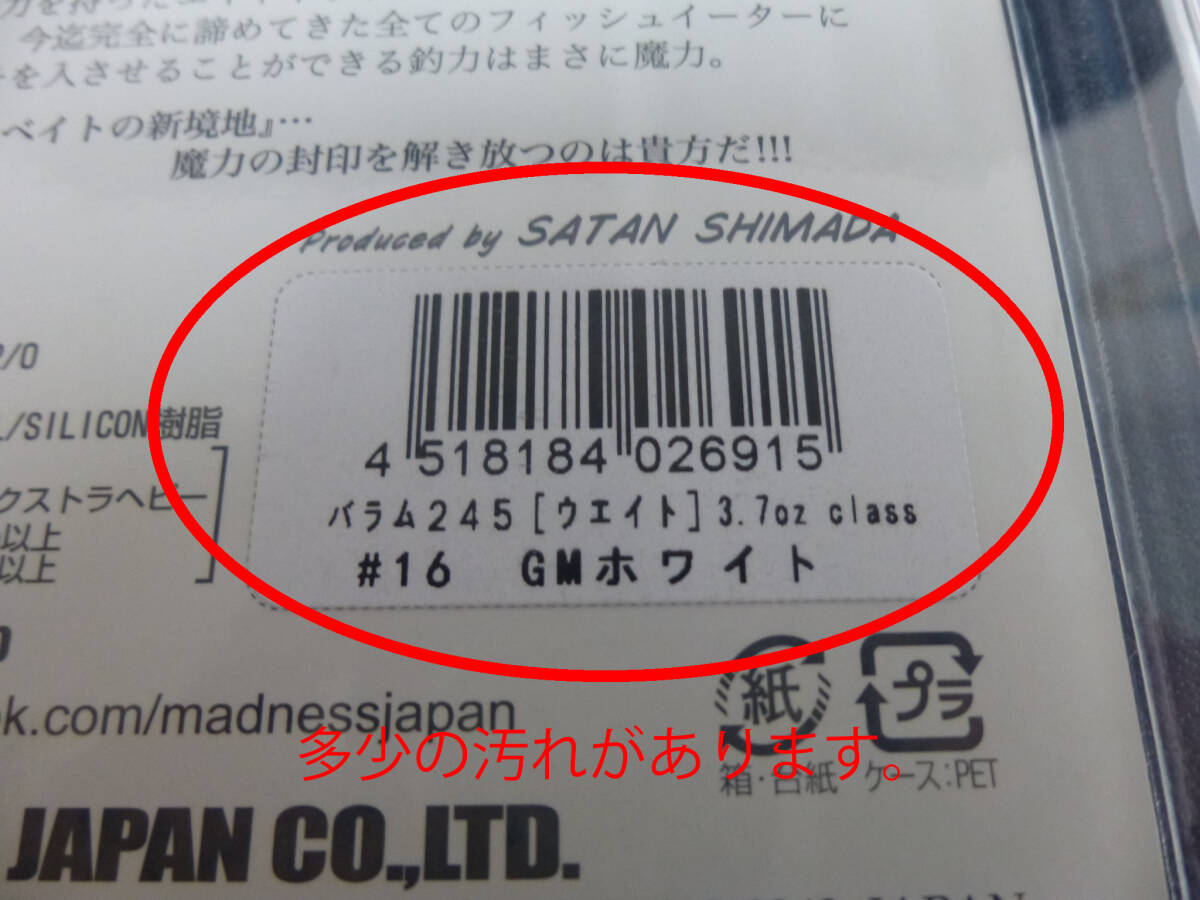 今迄完全に諦めてきた全てのフィッシュイーターに
を入させることができる釣力はまさに魔力。
ベイトの新境地』…
魔力の封印を解き放つのは貴方だ!!!
Produced by SATAN SHIMADA
/0
4 518184 026915
/SILICON樹脂
クストラヘビー
以上
以上
バラム245[ウエイト]3.7oz class
#16 GMホワイト
k.com/madnessjapan
紙
プラ
多少の汚れがあります。
箱・台紙 ケース:PET
JAPAN CO.,LTD.